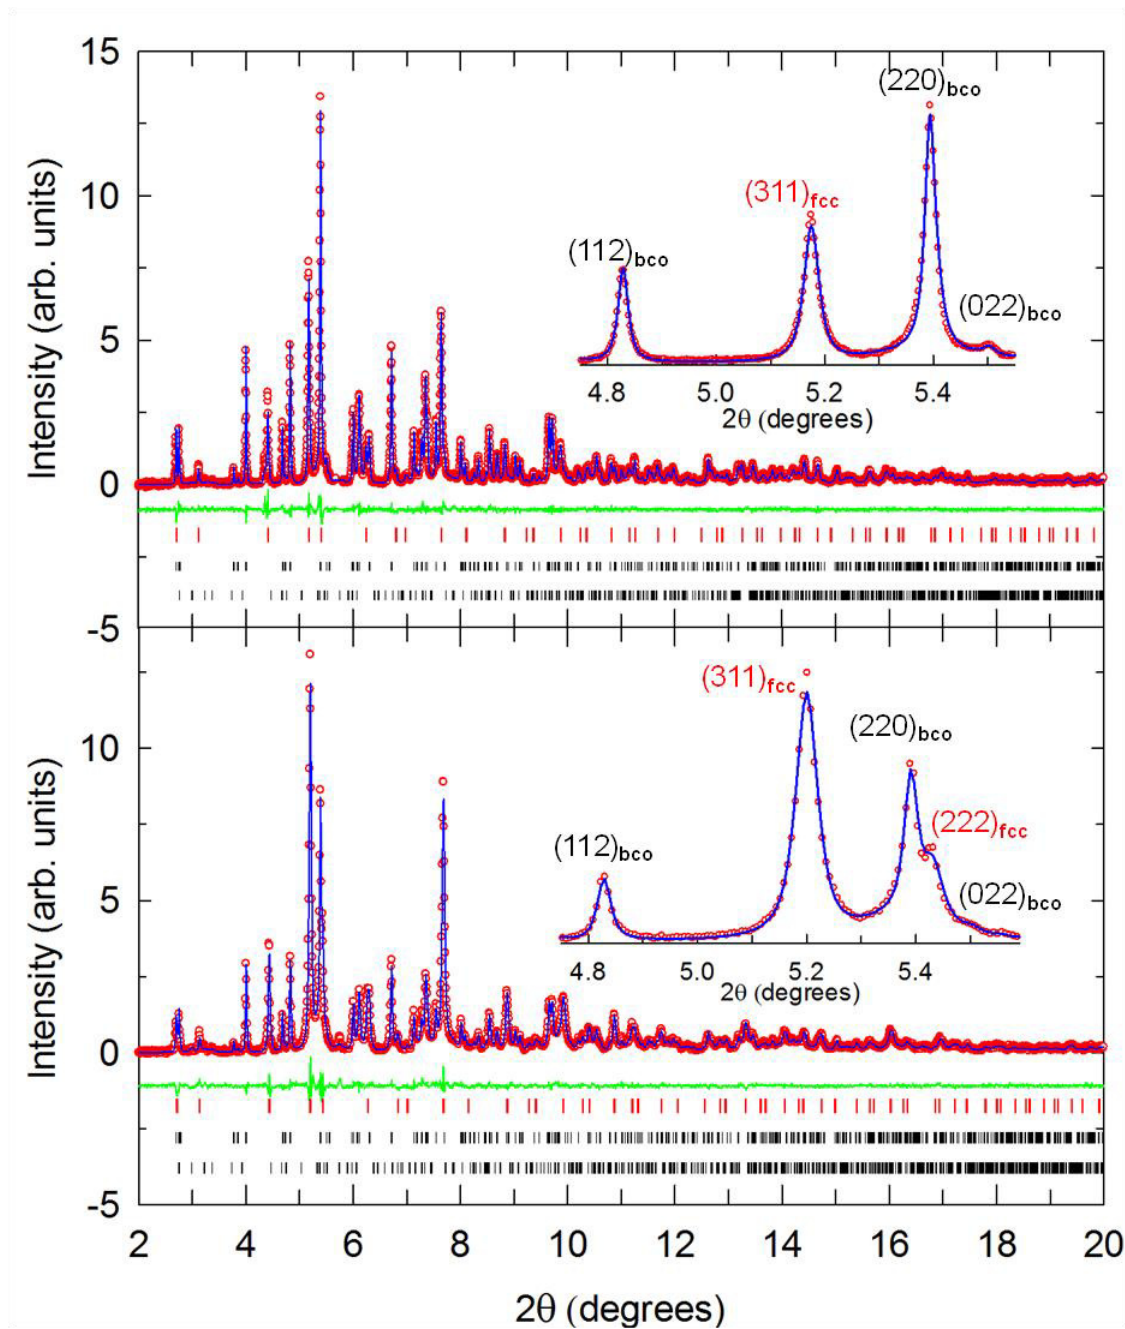 15
10
5
0
-5
Intensity (arb. units)
(112)bco
(311)fcc
(220)bco
(022)bco
4.8 5.0 5.2 5.4
2θ (degrees)
10
5
0
-5
Intensity (arb. units)
(112)bco
(311)fcc
(220)bco
(222)fcc
(022)bco
4.8 5.0 5.2 5.4
2θ (degrees)
2 4 6 8 10 12 14 16 18 20
2θ (degrees)